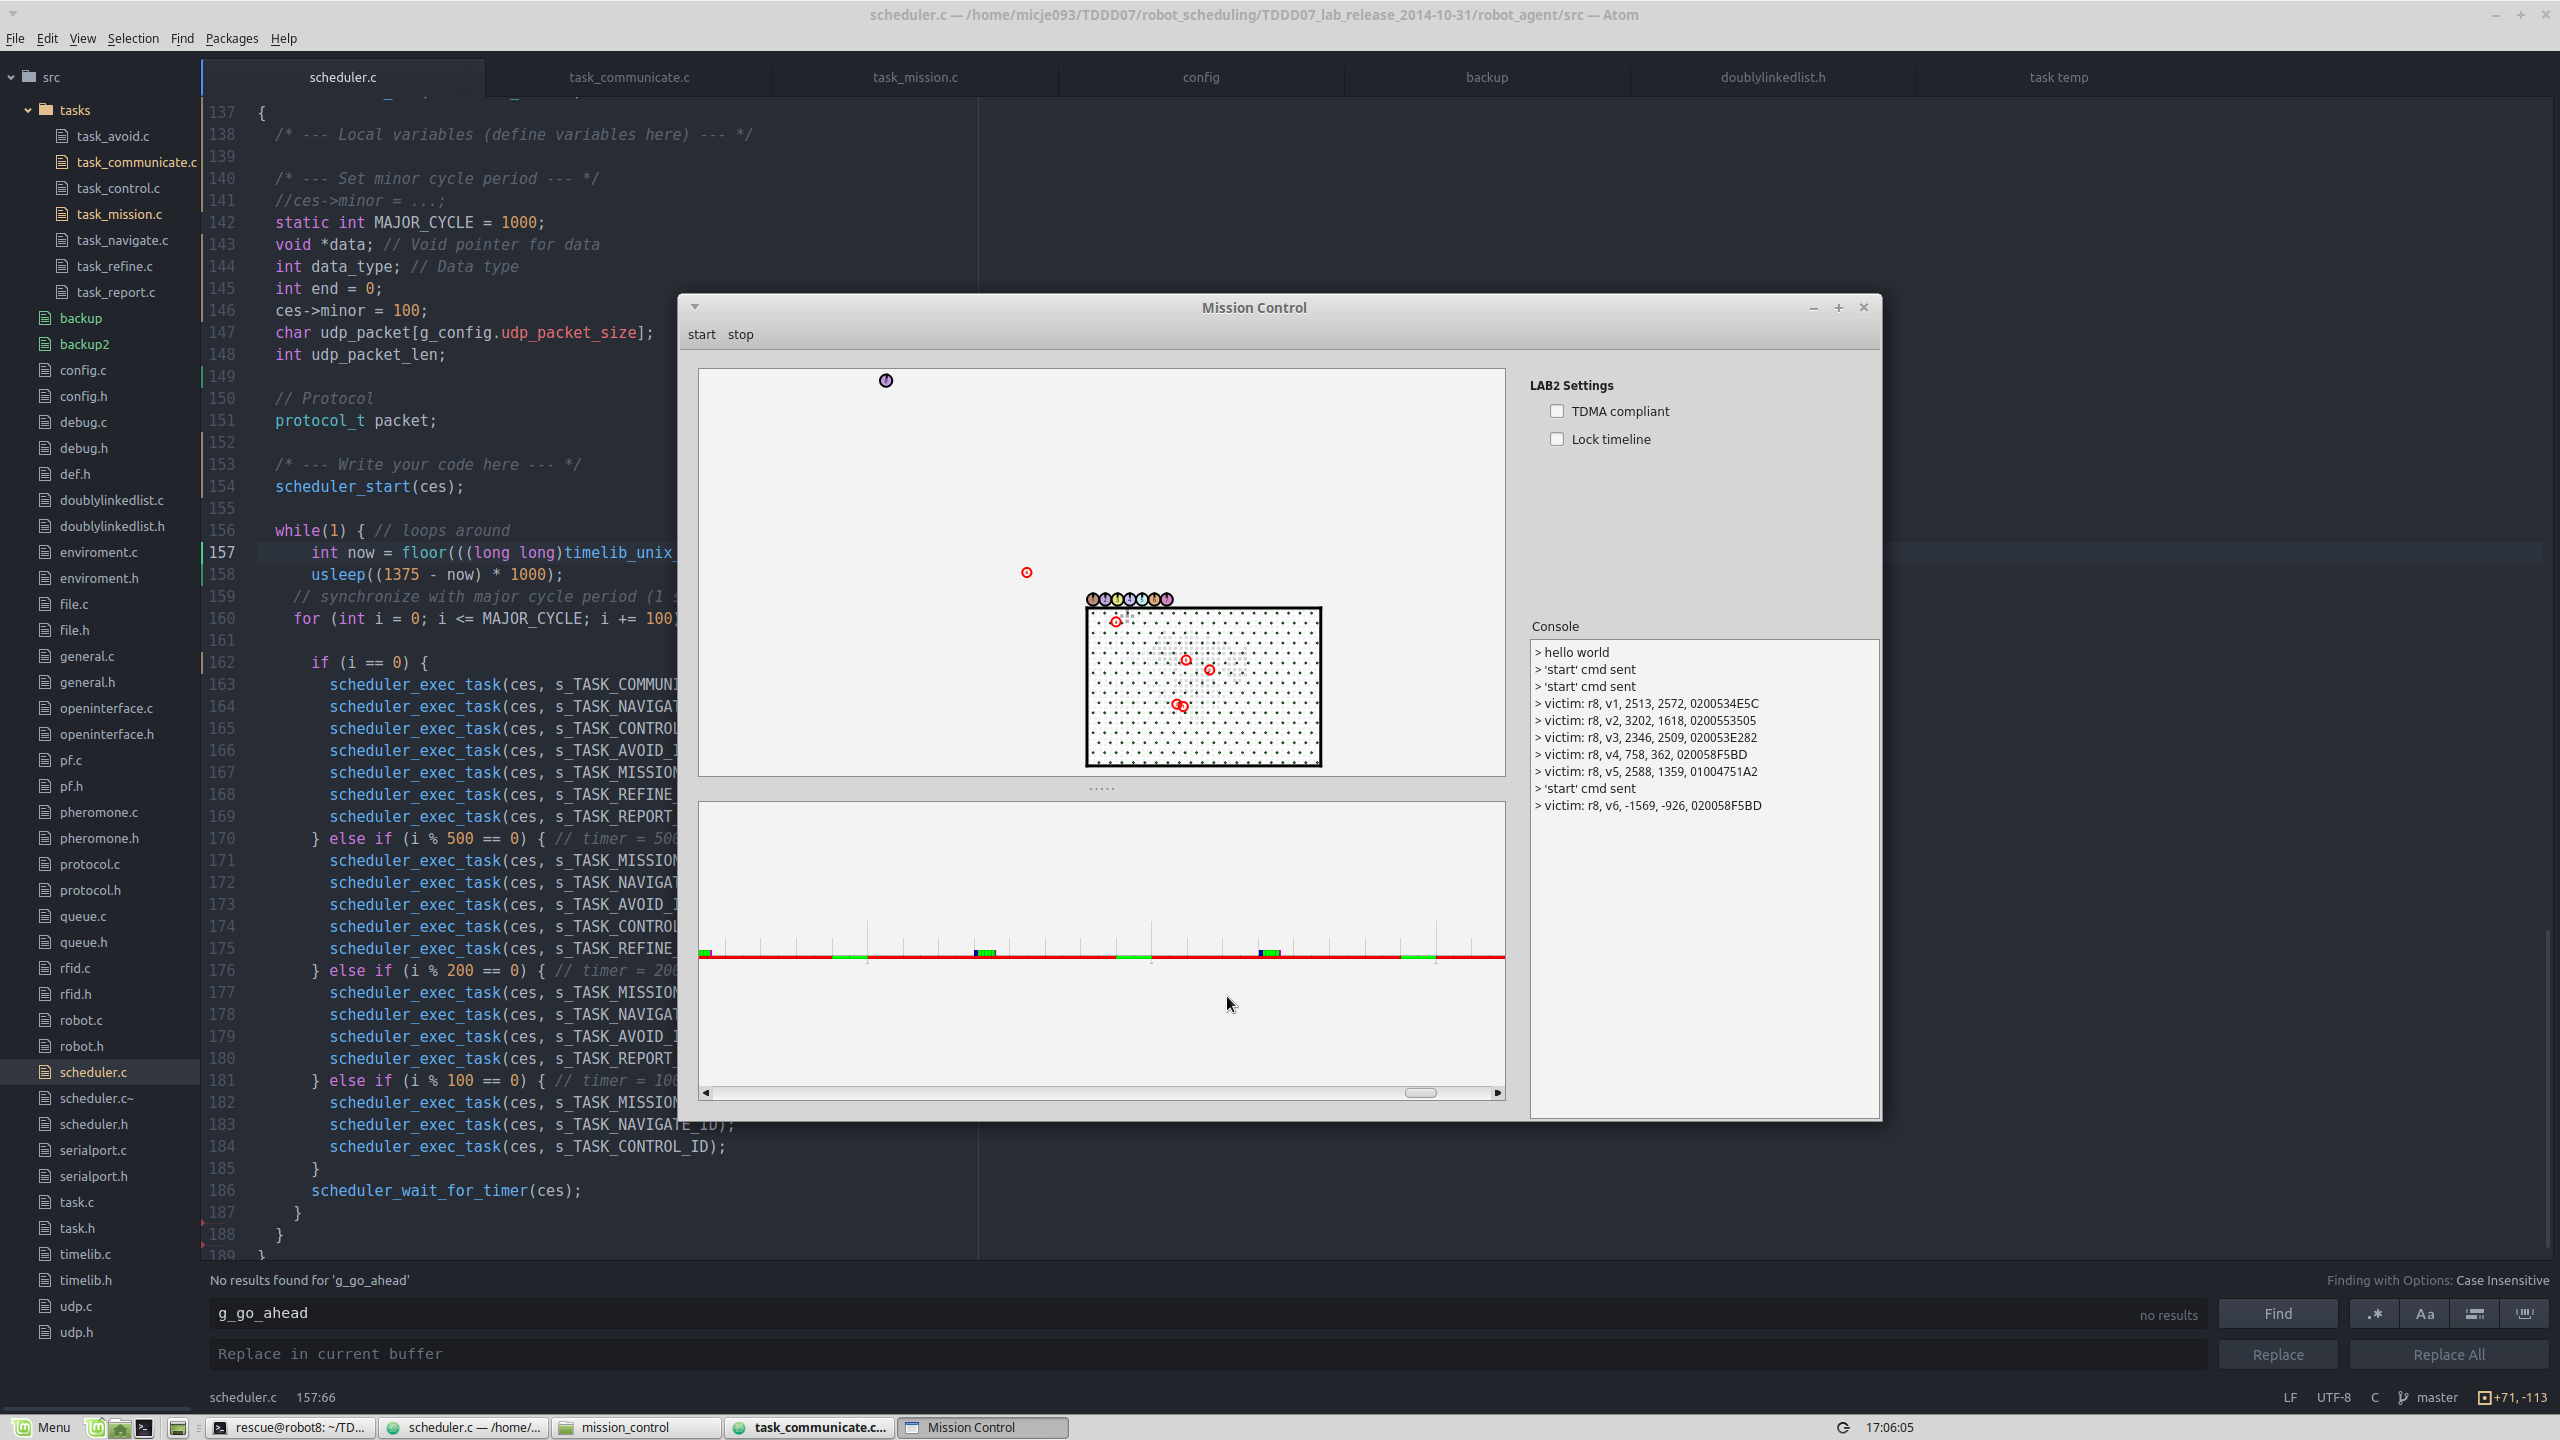 scheduler.c — /home/micje093/TDDD07/robot_scheduling/TDDD07_lab_release_2014-10-31/robot_agent/src — Atom
File Edit View Selection Find Packages Help
src
tasks
task_avoid.c
task_communicate.c
task_control.c
task_mission.c
task_navigate.c
task_refine.c
task_report.c
backup
backup2
config.c
config.h
debug.c
debug.h
def.h
doublylinkedlist.c
doublylinkedlist.h
enviroment.c
enviroment.h
file.c
file.h
general.c
general.h
openinterface.c
openinterface.h
pf.c
pf.h
pheromone.c
pheromone.h
protocol.c
protocol.h
queue.c
queue.h
rfid.c
rfid.h
robot.c
robot.h
scheduler.c
scheduler.c~
scheduler.h
serialport.c
serialport.h
task.c
task.h
timelib.c
timelib.h
udp.c
udp.h
scheduler.c task_communicate.c task_mission.c config backup doublylinkedlist.h task temp
137 {
138 /* --- Local variables (define variables here) --- */
139
140 /* --- Set minor cycle period --- */
141 //ces->minor = ...;
142 static int MAJOR_CYCLE = 1000;
143 void *data; // Void pointer for data
144 int data_type; // Data type
145 int end = 0;
146 ces->minor = 100;
147 char udp_packet[g_config.udp_packet_size];
148 int udp_packet_len;
149
150 // Protocol
151 protocol_t packet;
152
153 /* --- Write your code here --- */
154 scheduler_start(ces);
155
156 while(1) { // loops around
157 int now = floor(((long long)timelib_unix_
158 usleep((1375 - now) * 1000);
159 // synchronize with major cycle period (1 s
160 for (int i = 0; i <= MAJOR_CYCLE; i += 100)
161
162 if (i == 0) {
163 scheduler_exec_task(ces, s_TASK_COMMUNI
164 scheduler_exec_task(ces, s_TASK_NAVIGAT
165 scheduler_exec_task(ces, s_TASK_CONTROL
166 scheduler_exec_task(ces, s_TASK_AVOID_I
167 scheduler_exec_task(ces, s_TASK_MISSION
168 scheduler_exec_task(ces, s_TASK_REFINE_
169 scheduler_exec_task(ces, s_TASK_REPORT_
170 } else if (i % 500 == 0) { // timer = 500
171 scheduler_exec_task(ces, s_TASK_MISSION
172 scheduler_exec_task(ces, s_TASK_NAVIGAT
173 scheduler_exec_task(ces, s_TASK_AVOID_I
174 scheduler_exec_task(ces, s_TASK_CONTROL
175 scheduler_exec_task(ces, s_TASK_REFINE_
176 } else if (i % 200 == 0) { // timer = 200
177 scheduler_exec_task(ces, s_TASK_MISSION
178 scheduler_exec_task(ces, s_TASK_NAVIGAT
179 scheduler_exec_task(ces, s_TASK_AVOID_I
180 scheduler_exec_task(ces, s_TASK_REPORT_
181 } else if (i % 100 == 0) { // timer = 100
182 scheduler_exec_task(ces, s_TASK_MISSION
183 scheduler_exec_task(ces, s_TASK_NAVIGATE_ID);
184 scheduler_exec_task(ces, s_TASK_CONTROL_ID);
185 }
186 scheduler_wait_for_timer(ces);
187 }
188 }
189 }
Mission Control
start stop
LAB2 Settings
TDMA compliant
Lock timeline
Console
> hello world
> 'start' cmd sent
> 'start' cmd sent
> victim: r8, v1, 2513, 2572, 0200534E5C
> victim: r8, v2, 3202, 1618, 0200553505
> victim: r8, v3, 2346, 2509, 020053E282
> victim: r8, v4, 758, 362, 020058F5BD
> victim: r8, v5, 2588, 1359, 01004751A2
> 'start' cmd sent
> victim: r8, v6, -1569, -926, 020058F5BD
No results found for 'g_go_ahead' Finding with Options: Case Insensitive
g_go_ahead no results Find .* Aa
Replace in current buffer Replace Replace All
scheduler.c 157:66 LF UTF-8 C master +71, -113
Menu rescue@robot8: ~/TD... scheduler.c — /home/... mission_control task_communicate.c... Mission Control 17:06:05